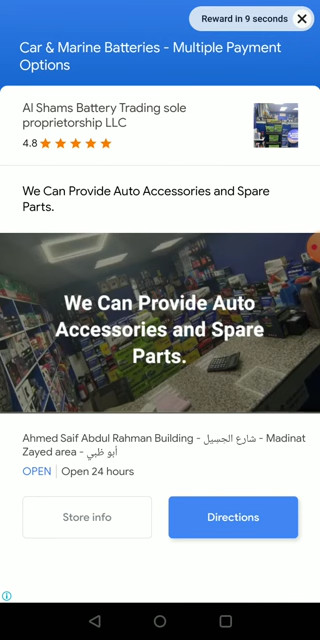 Reward in 9 seconds
Car & Marine Batteries - Multiple Payment
Options
Al Shams Battery Trading sole
proprietorship LLC
4.8
We Can Provide Auto Accessories and Spare
Parts.
We Can Provide Auto
Accessories and Spare
Parts.
Ahmed Saif Abdul Rahman Building - شارع الجسيل - Madinat
Zayed area - أبو ظبي
OPEN | Open 24 hours
Store info
Directions